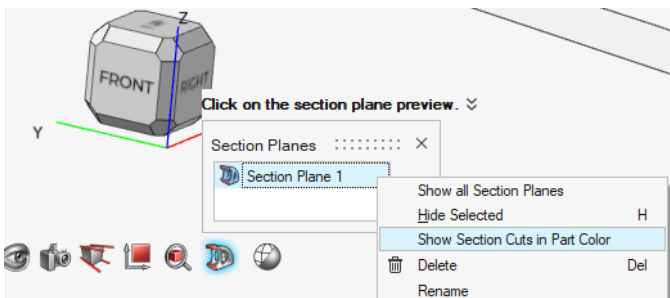 Z
FRONT
RIGHT
Y
Click on the section plane preview.
Section Planes
Section Plane 1
Show all Section Planes
Hide Selected H
Show Section Cuts in Part Color
Delete Del
Rename